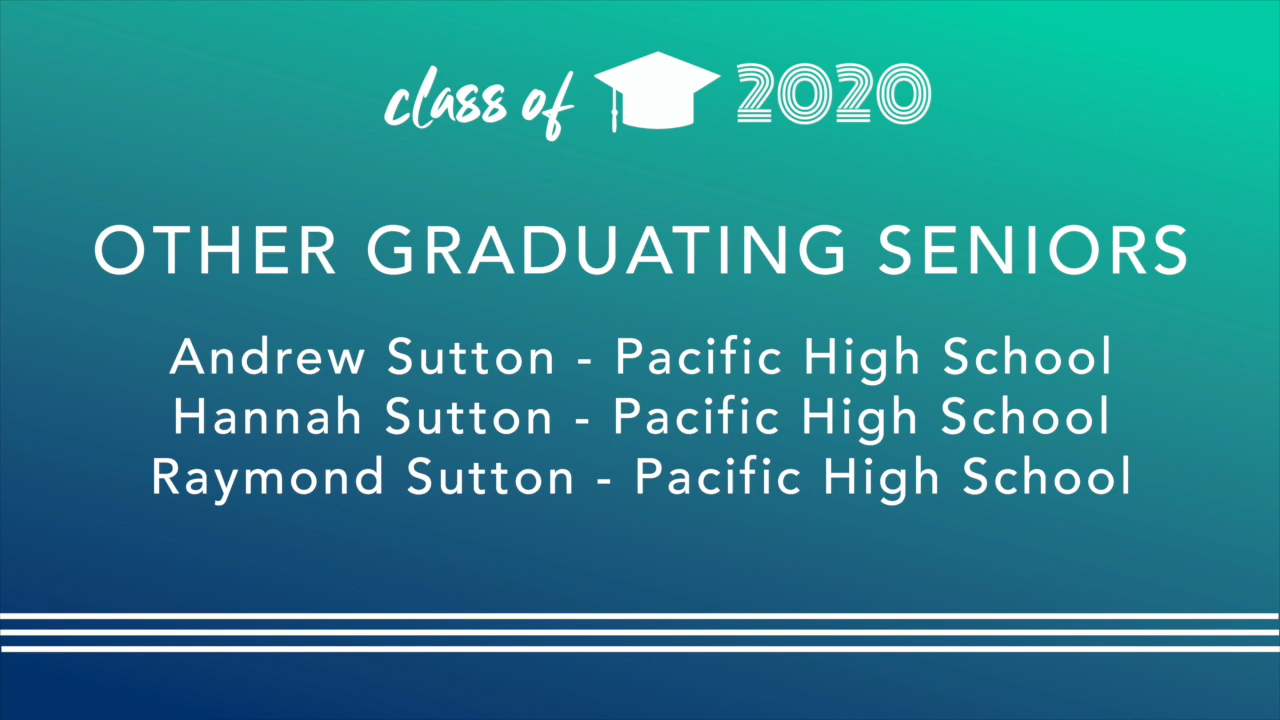 class of 2020
OTHER GRADUATING SENIORS
Andrew Sutton - Pacific High School
Hannah Sutton - Pacific High School
Raymond Sutton - Pacific High School